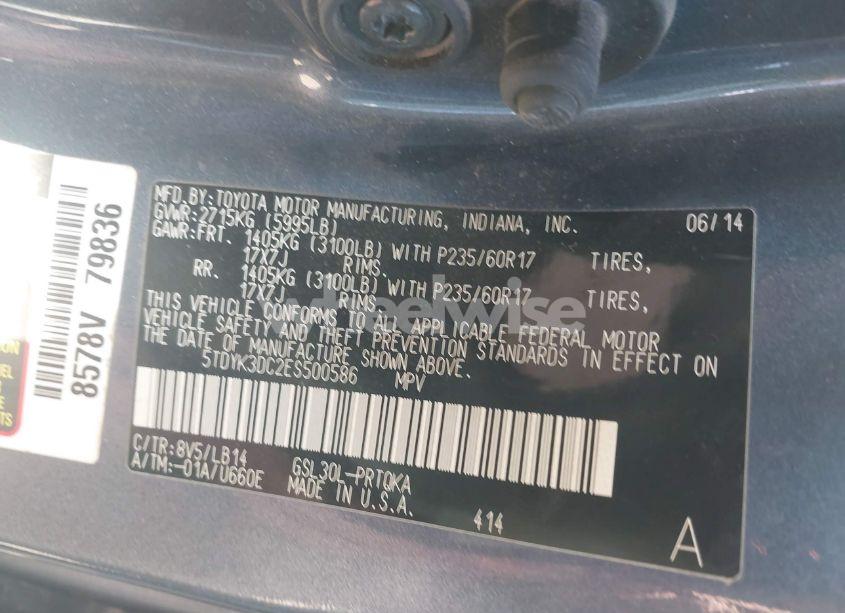 MFD.BY:TOYOTA MOTOR MANUFACTURING, INDIANA, INC. 06/14
GVWR:2715KG (5995LB)
GAWR:FRT. 1405KG (3100LB) WITH P235/60R17 TIRES,
17X7J RIMS.
RR. 1405KG (3100LB) WITH P235/60R17 TIRES,
17X7J RIMS.
THIS VEHICLE CONFORMS TO ALL APPLICABLE FEDERAL MOTOR
VEHICLE SAFETY AND THEFT PREVENTION STANDARDS IN EFFECT
ON THE DATE OF MANUFACTURE SHOWN ABOVE.
5TDYK3DC2ES500586 MPV
C/TR:8V5/LB14
A/TM:-01A/U660E
GSL30L-PRTQKA
MADE IN U.S.A.
414
A
8578V 79836
wheelwise